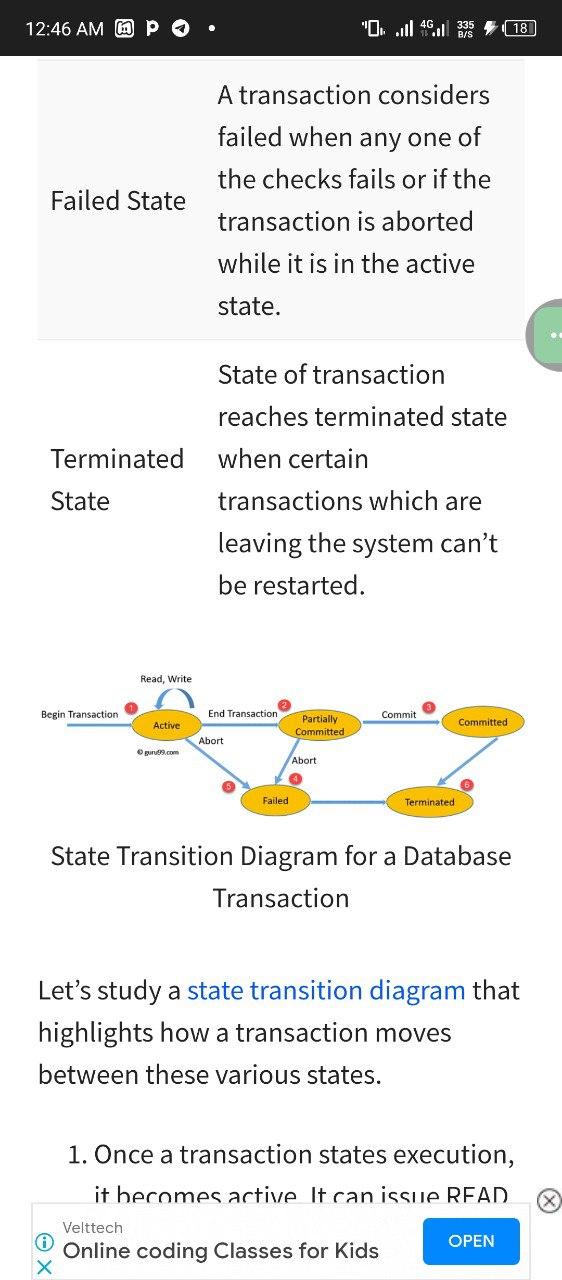 12:46 AM
4G
335 B/S
18
A transaction considers
failed when any one of
the checks fails or if the
Failed State
transaction is aborted
while it is in the active
state.
State of transaction
reaches terminated state
Terminated
State
when certain
transactions which are
leaving the system can’t
be restarted.
Read, Write
Begin Transaction
1
Active
End Transaction
2
Partially
Committed
Commit
3
Committed
© guru99.com
Abort
Abort
5
4
Failed
6
Terminated
State Transition Diagram for a Database
Transaction
Let’s study a state transition diagram that
highlights how a transaction moves
between these various states.
1. Once a transaction states execution,
it becomes active. It can issue READ
Velttech
Online coding Classes for Kids
OPEN